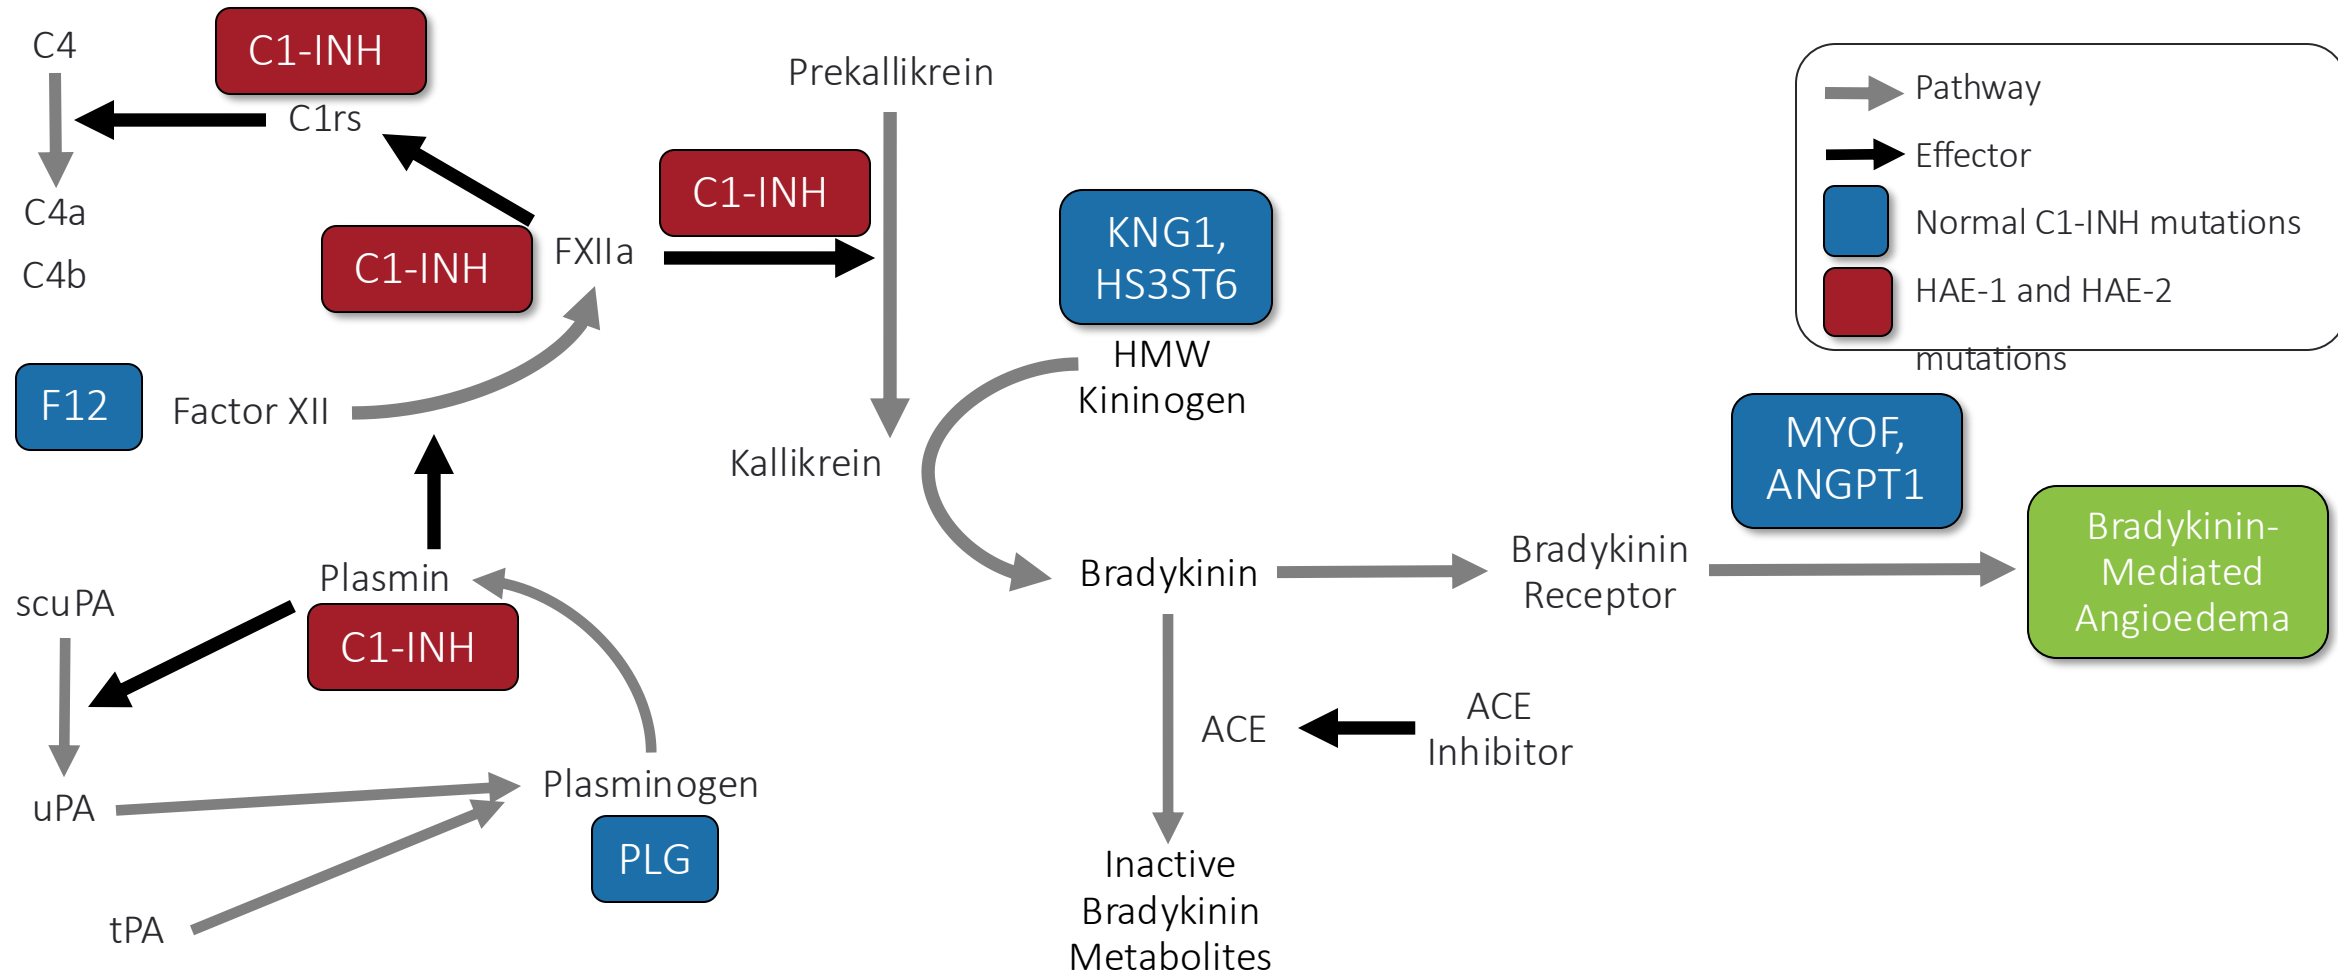 C4
C1-INH
Prekallikrein
C1rs
C4a
C4b
C1-INH
FXIIa
C1-INH
KNG1,
HS3ST6
HMW
Kininogen
F12
Factor XII
Kallikrein
Plasmin
C1-INH
scuPA
uPA
tPA
Plasminogen
PLG
Bradykinin
Bradykinin
Receptor
MYOF,
ANGPT1
Bradykinin-
Mediated
Angioedema
ACE
ACE
Inhibitor
Inactive
Bradykinin
Metabolites
Pathway
Effector
Normal C1-INH mutations
HAE-1 and HAE-2
mutations